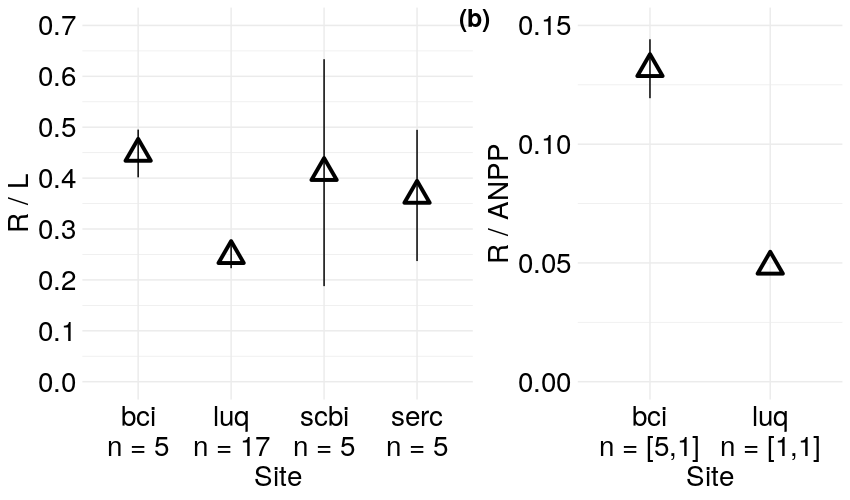 0.7
0.6
0.5
0.4
0.3
0.2
0.1
0.0
R / L
bci luq scbi serc
n = 5 n = 17 n = 5 n = 5
Site
(b)
0.15
0.10
0.05
0.00
R / ANPP
bci luq
n = [5,1] n = [1,1]
Site